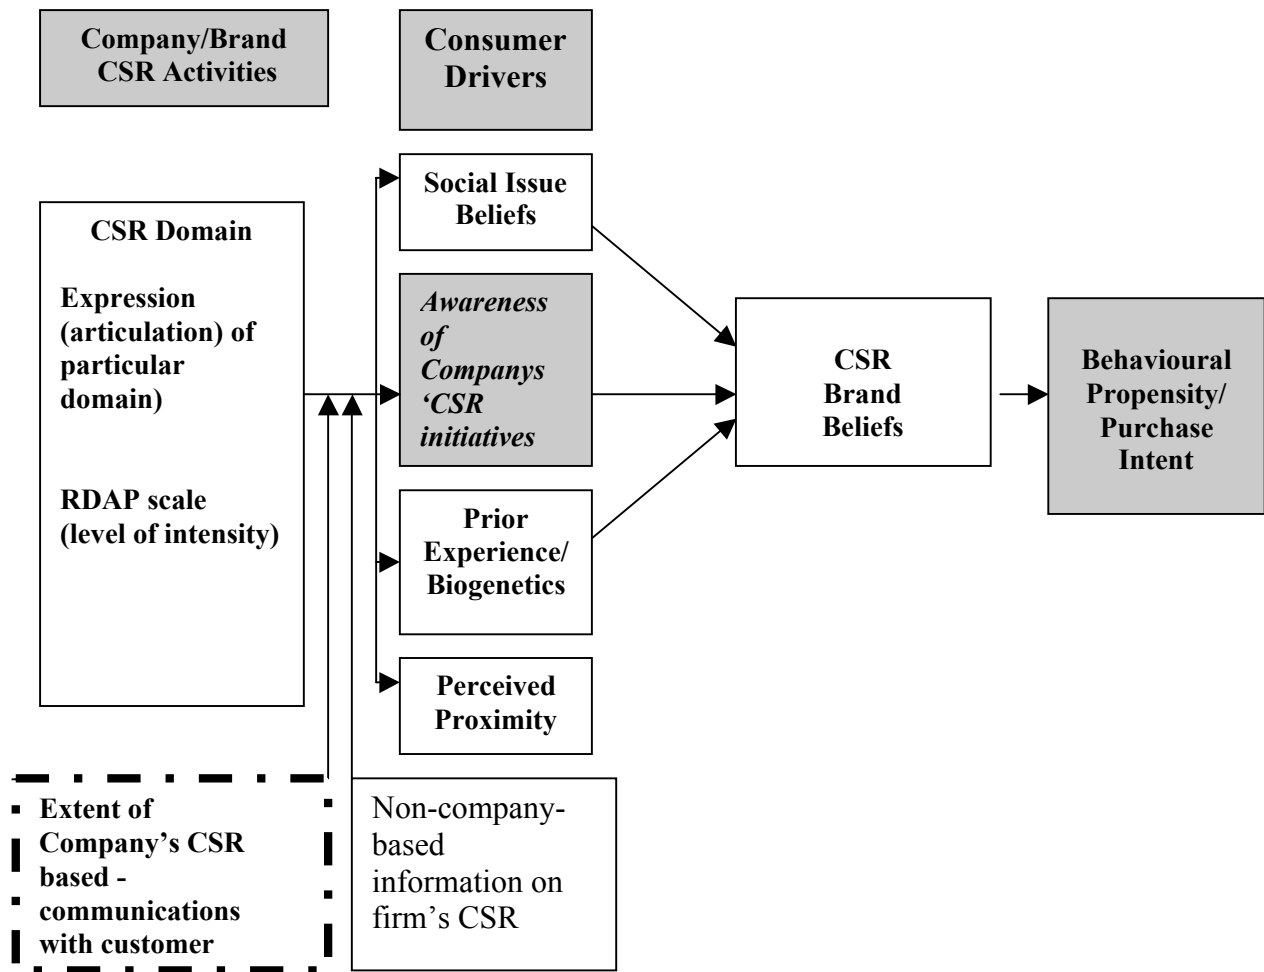 Company/Brand
CSR Activities
Consumer
Drivers
CSR Domain
Expression
(articulation) of
particular
domain)
RDAP scale
(level of intensity)
Social Issue
Beliefs
Awareness
of
Companys
‘CSR
initiatives
Prior
Experience/
Biogenetics
Perceived
Proximity
CSR
Brand
Beliefs
Behavioural
Propensity/
Purchase
Intent
Extent of
Company’s CSR
based -
communications
with customer
Non-company-
based
information on
firm’s CSR